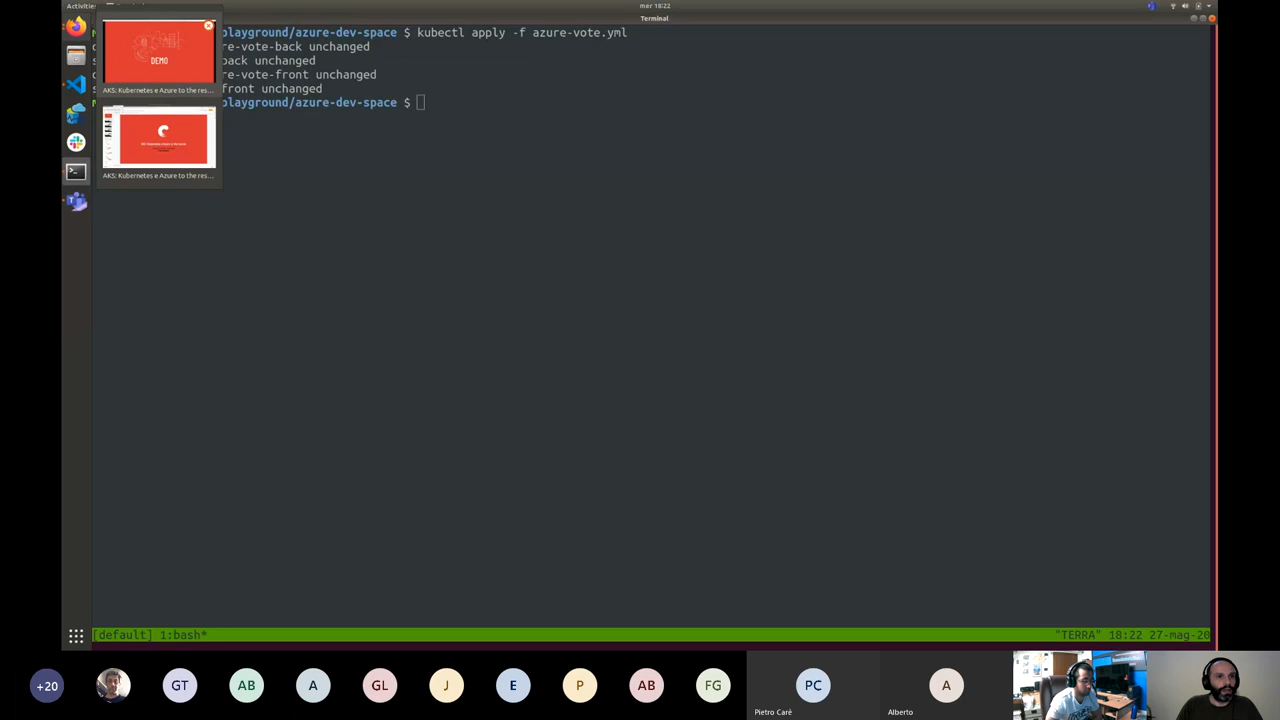 Activities
mer 18:22
Terminal
playground/azure-dev-space $ kubectl apply -f azure-vote.yml
re-vote-back unchanged
back unchanged
re-vote-front unchanged
front unchanged
playground/azure-dev-space $
DEMO
AKS: Kubernetes e Azure to the res...
AKS: Kubernetes e Azure to the res...
[default] 1:bash*
"TERRA" 18:22 27-mag-20
+20
GT
AB
A
GL
J
E
P
AB
FG
PC
Pietro Carè
A
Alberto